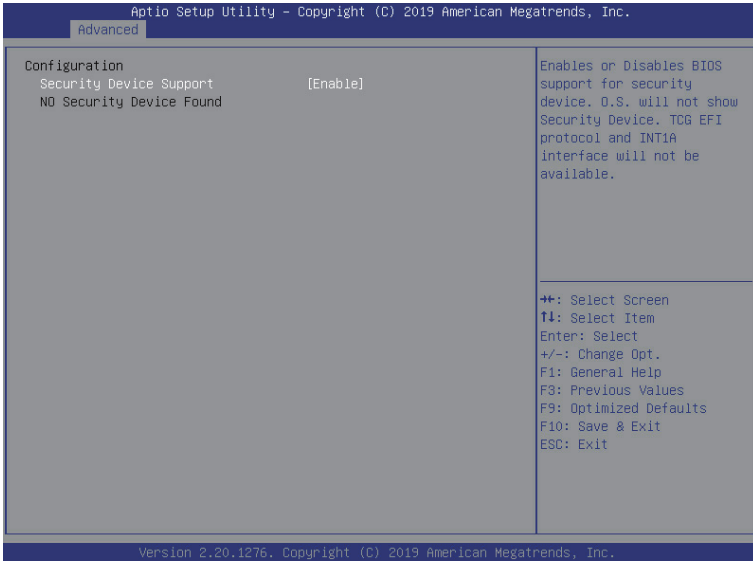 Aptio Setup Utility – Copyright (C) 2019 American Megatrends, Inc.
Advanced
Configuration
Security Device Support [Enable]
NO Security Device Found
Enables or Disables BIOS
support for security
device. O.S. will not show
Security Device. TCG EFI
protocol and INT1A
interface will not be
available.
→←: Select Screen
↑↓: Select Item
Enter: Select
+/-: Change Opt.
F1: General Help
F3: Previous Values
F9: Optimized Defaults
F10: Save & Exit
ESC: Exit
Version 2.20.1276. Copyright (C) 2019 American Megatrends, Inc.